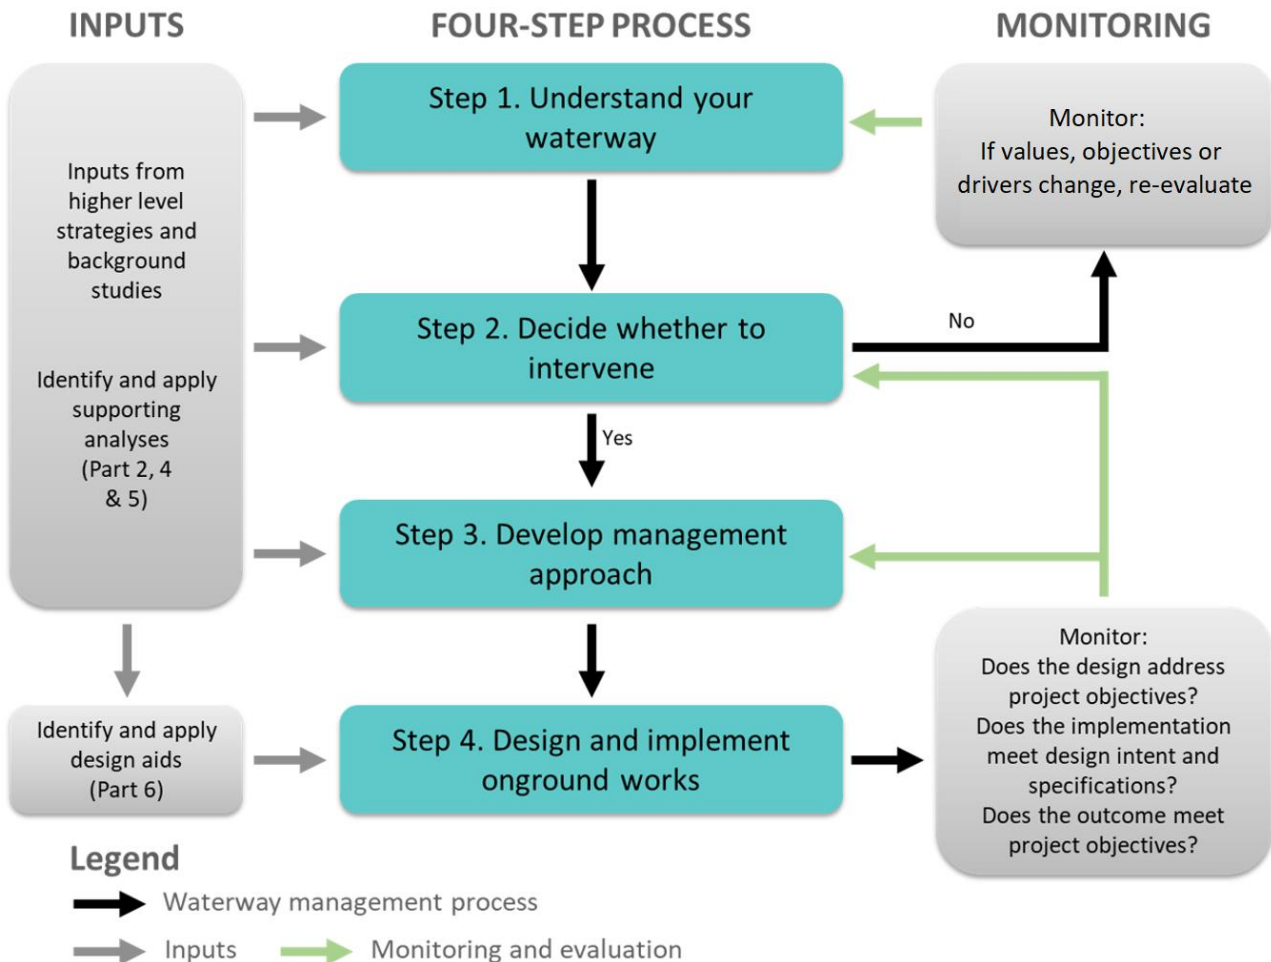 INPUTS
FOUR-STEP PROCESS
MONITORING
Inputs from
higher level
strategies and
background
studies
Identify and apply
supporting
analyses
(Part 2, 4
& 5)
Identify and apply
design aids
(Part 6)
Step 1. Understand your
waterway
Step 2. Decide whether to
intervene
No
Yes
Step 3. Develop management
approach
Step 4. Design and implement
onground works
Monitor:
If values, objectives or
drivers change, re-evaluate
Monitor:
Does the design address
project objectives?
Does the implementation
meet design intent and
specifications?
Does the outcome meet
project objectives?
Legend
Waterway management process
Inputs
Monitoring and evaluation